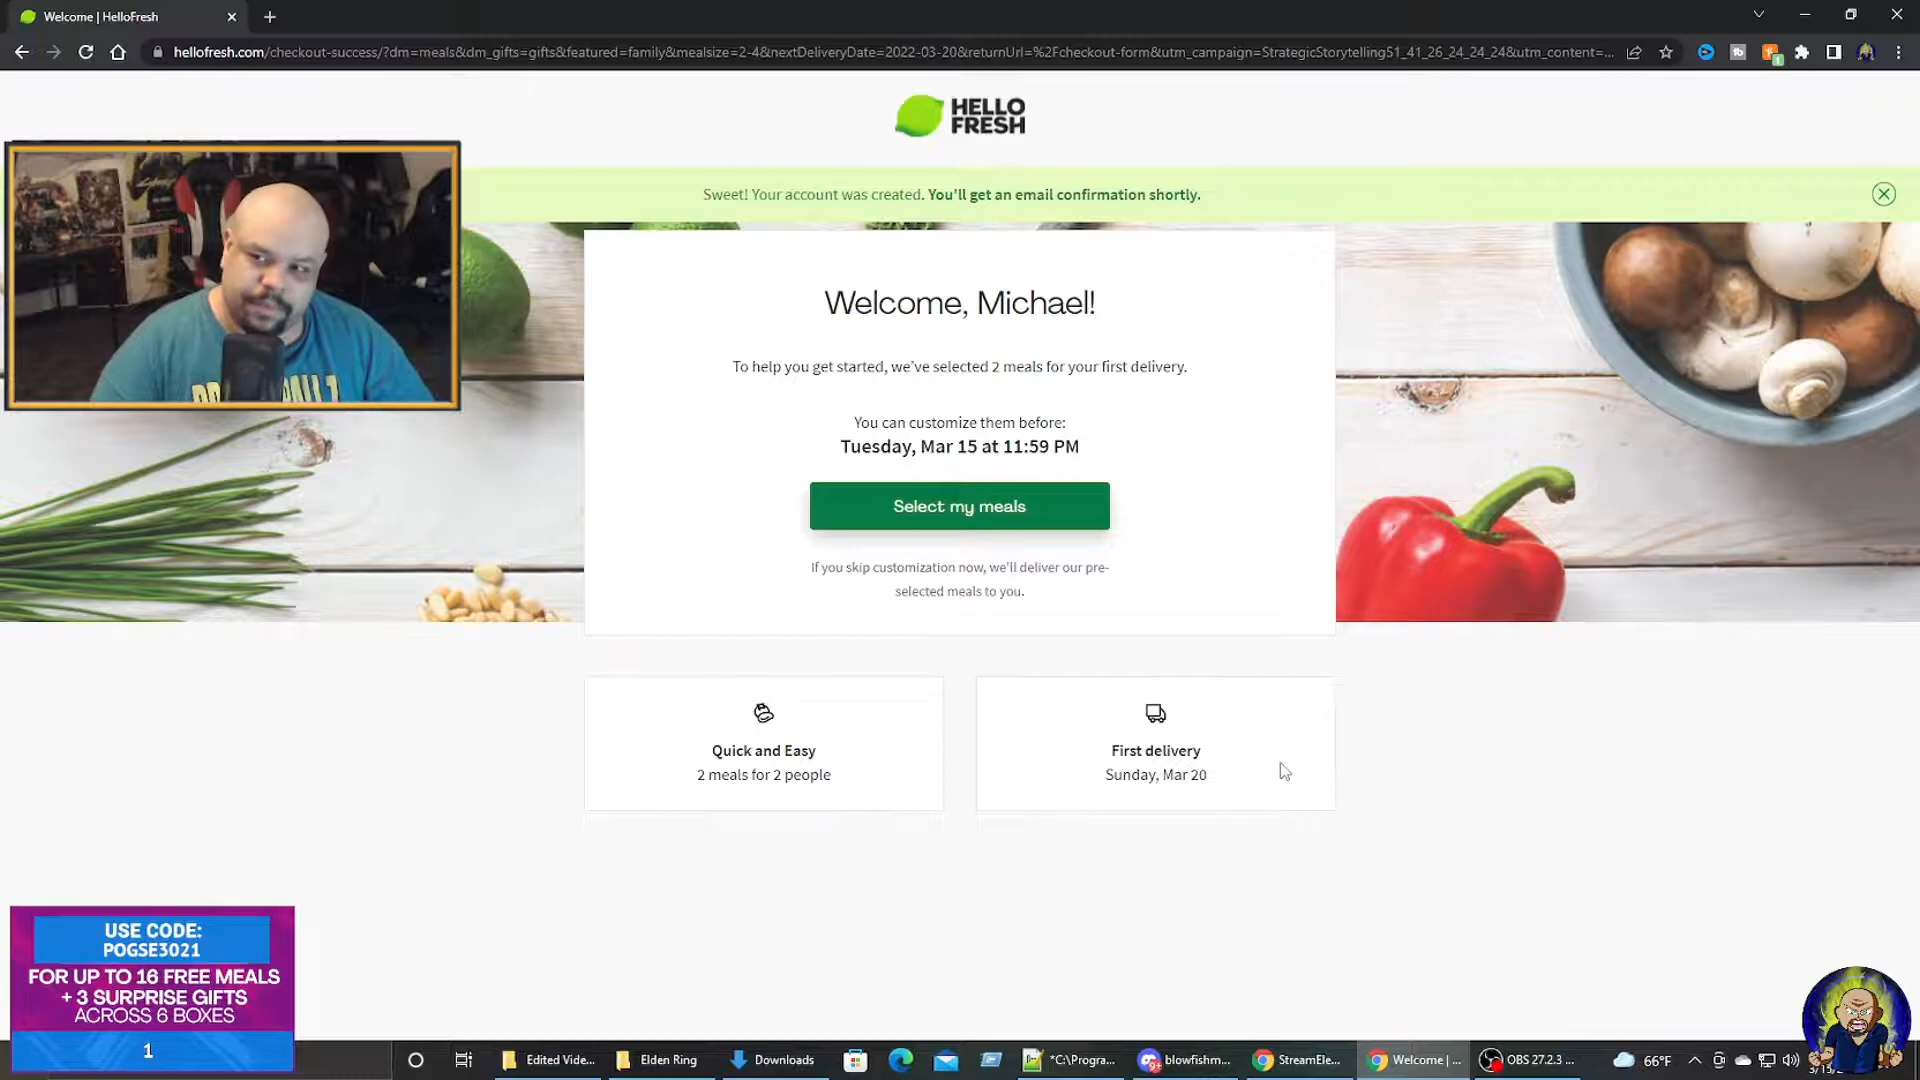 Welcome | HelloFresh
hellofresh.com/checkout-success/?dm=meals&dm_gifts=gifts&featured=family&mealsize=2-4&nextDeliveryDate=2022-03-20&returnUrl=%2Fcheckout-form&utm_campaign=StrategicStorytelling51_41_26_24_24_24&utm_content=...
HELLO
FRESH
Sweet! Your account was created. You'll get an email confirmation shortly.
Welcome, Michael!
To help you get started, we've selected 2 meals for your first delivery.
You can customize them before:
Tuesday, Mar 15 at 11:59 PM
Select my meals
If you skip customization now, we'll deliver our pre-
selected meals to you.
Quick and Easy
2 meals for 2 people
First delivery
Sunday, Mar 20
USE CODE:
POGSE3021
FOR UP TO 16 FREE MEALS
+ 3 SURPRISE GIFTS
ACROSS 6 BOXES
1
Edited Vide...
Elden Ring
Downloads
*C:\Progra...
9+
blowfishm...
StreamEle...
Welcome | ...
OBS 27.2.3 ...
66°F